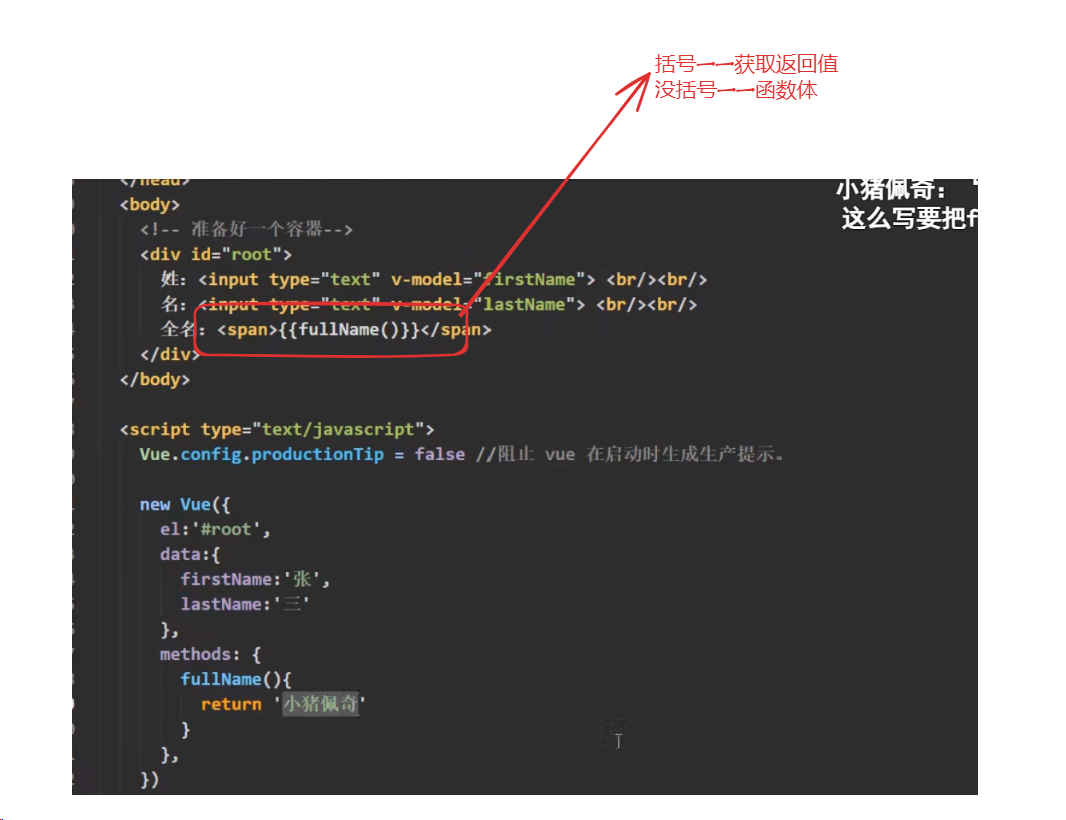 括号一一获取返回值
没括号一一函数体
</head>
小猪佩奇：
<body>
这么写要把f
<!-- 准备好一个容器-->
<div id="root">
姓：<input type="text" v-model="firstName"> <br/><br/>
名：<input type="text" v-model="lastName"> <br/><br/>
全名：<span>{{fullName()}}</span>
</div>
</body>
<script type="text/javascript">
Vue.config.productionTip = false //阻止 vue 在启动时生成生产提示。
new Vue({
el:'#root',
data:{
firstName:'张',
lastName:'三'
},
methods: {
fullName(){
return '小猪佩奇'
}
},
})